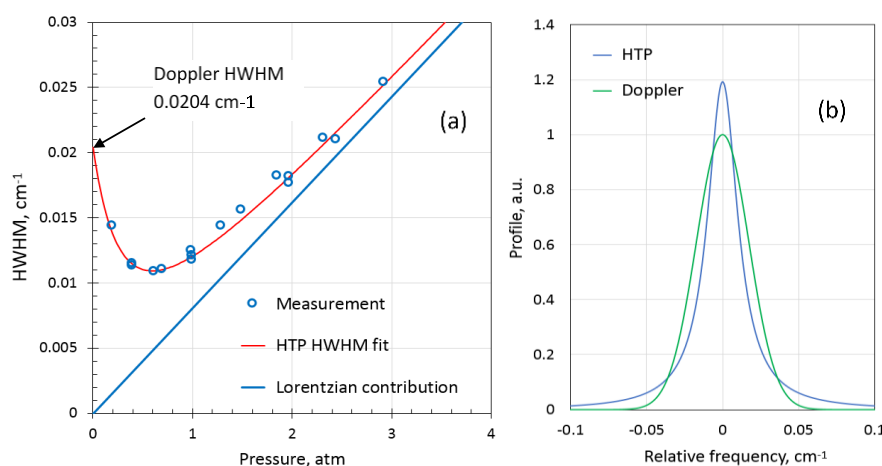 0.03
0.025
0.02
0.015
0.01
0.005
0
0
1
2
3
4
HWHM, cm-1
Pressure, atm
Doppler HWHM
0.0204 cm-1
(a)
Measurement
HTP HWHM fit
Lorentzian contribution
1.4
1.2
1
0.8
0.6
0.4
0.2
0
-0.1
-0.05
0
0.05
0.1
Profile, a.u.
Relative frequency, cm-1
HTP
Doppler
(b)